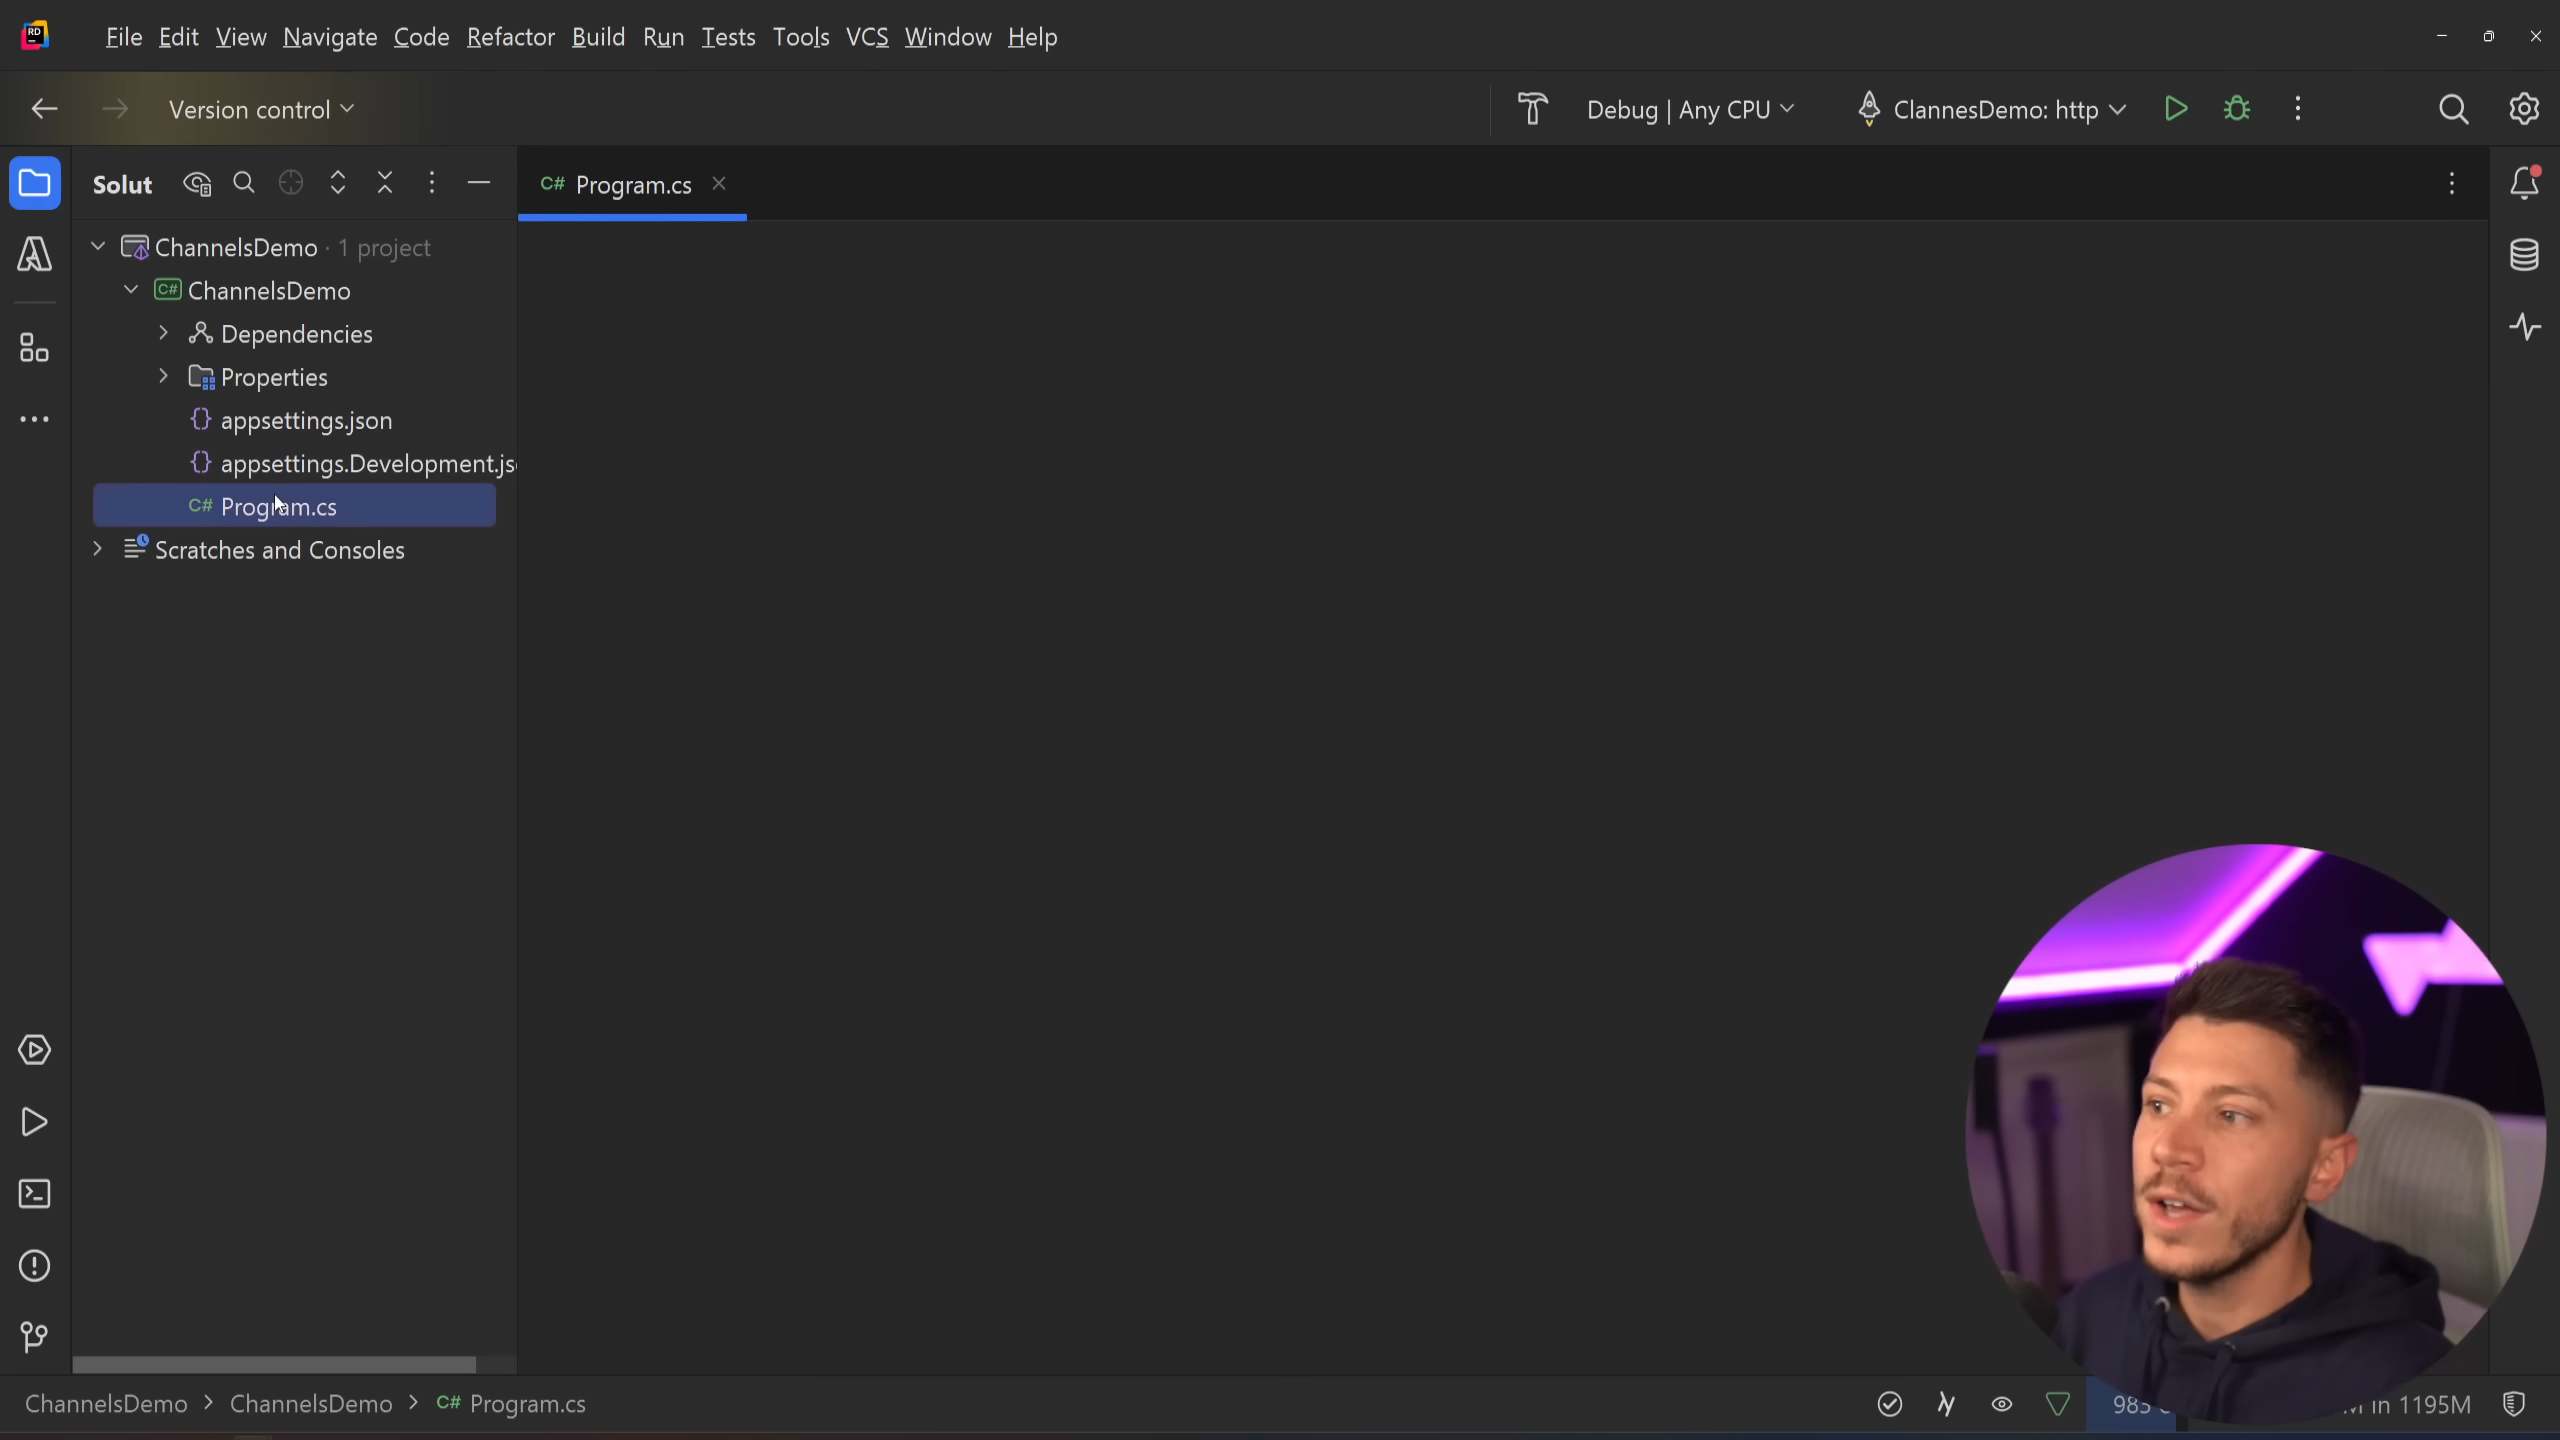 RD
File Edit View Navigate Code Refactor Build Run Tests Tools VCS Window Help
Version control
Debug | Any CPU
ClannesDemo: http
Solut
C# Program.cs
ChannelsDemo · 1 project
C# ChannelsDemo
Dependencies
Properties
{} appsettings.json
{} appsettings.Development.js
C# Program.cs
Scratches and Consoles
ChannelsDemo > ChannelsDemo > C# Program.cs
985
in 1195M